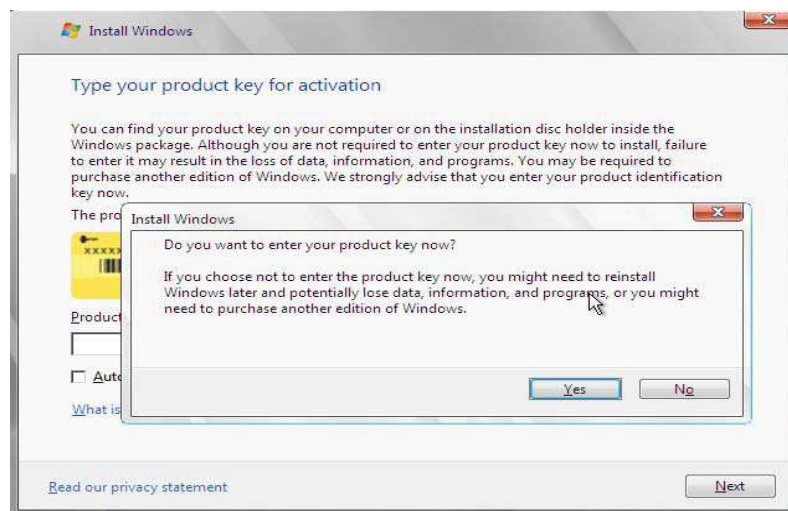 Install Windows
Type your product key for activation
You can find your product key on your computer or on the installation disc holder inside the
Windows package. Although you are not required to enter your product key now to install, failure
to enter it may result in the loss of data, information, and programs. You may be required to
purchase another edition of Windows. We strongly advise that you enter your product identification
key now.
The pro
Install Windows
Do you want to enter your product key now?
If you choose not to enter the product key now, you might need to reinstall
Windows later and potentially lose data, information, and programs, or you might
need to purchase another edition of Windows.
XXXXX
Product
Auto
Yes
No
What is
Read our privacy statement
Next